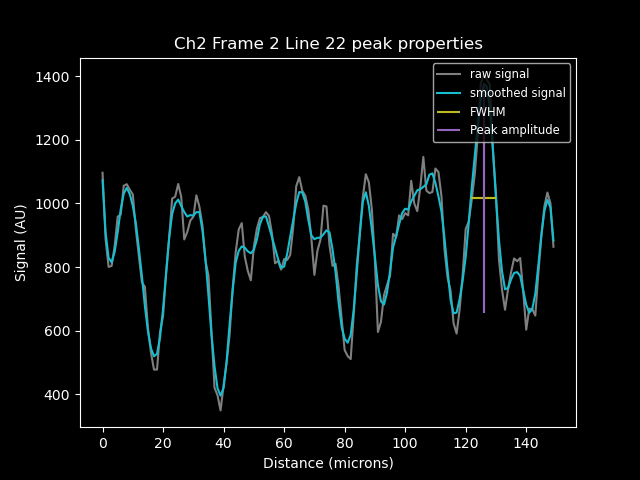 Ch2 Frame 2 Line 22 peak properties
raw signal
smoothed signal
FWHM
Peak amplitude
1400
1200
1000
800
600
400
Signal (AU)
0 20 40 60 80 100 120 140
Distance (microns)